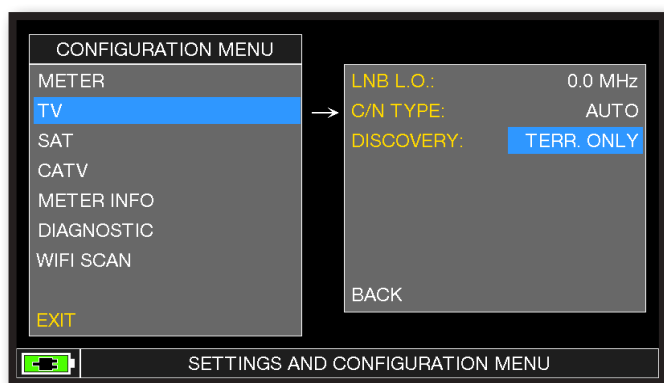 CONFIGURATION MENU
METER
TV
SAT
CATV
METER INFO
DIAGNOSTIC
WIFI SCAN
EXIT
→
LNB L.O.: 0.0 MHz
C/N TYPE: AUTO
DISCOVERY: TERR. ONLY
BACK
SETTINGS AND CONFIGURATION MENU